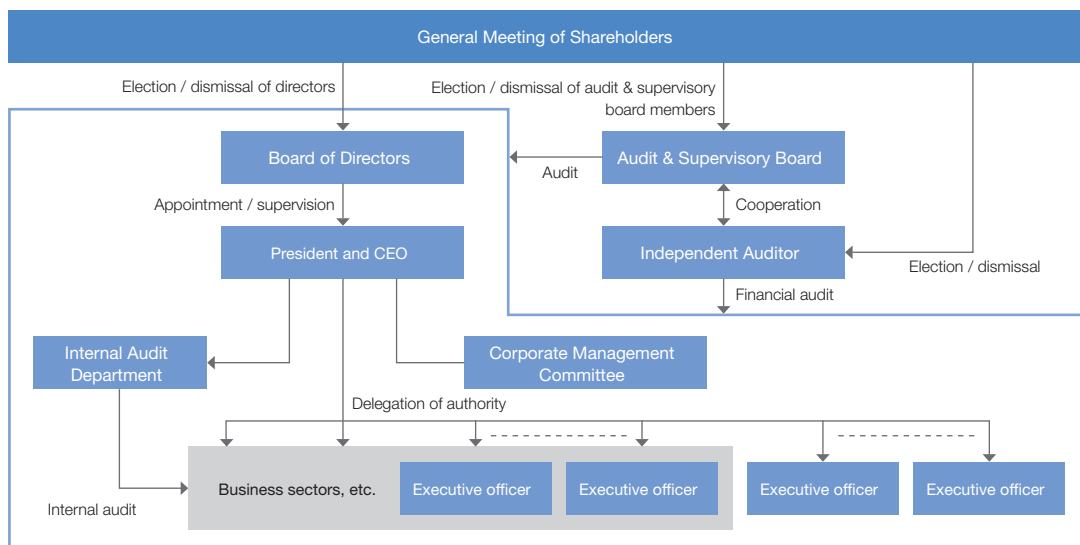 General Meeting of Shareholders
Election / dismissal of directors
Election / dismissal of audit & supervisory
board members
Board of Directors
Audit
Audit & Supervisory Board
Appointment / supervision
Cooperation
President and CEO
Independent Auditor
Election / dismissal
Financial audit
Internal Audit
Department
Corporate Management
Committee
Delegation of authority
Business sectors, etc.
Executive officer
Executive officer
Executive officer
Executive officer
Internal audit